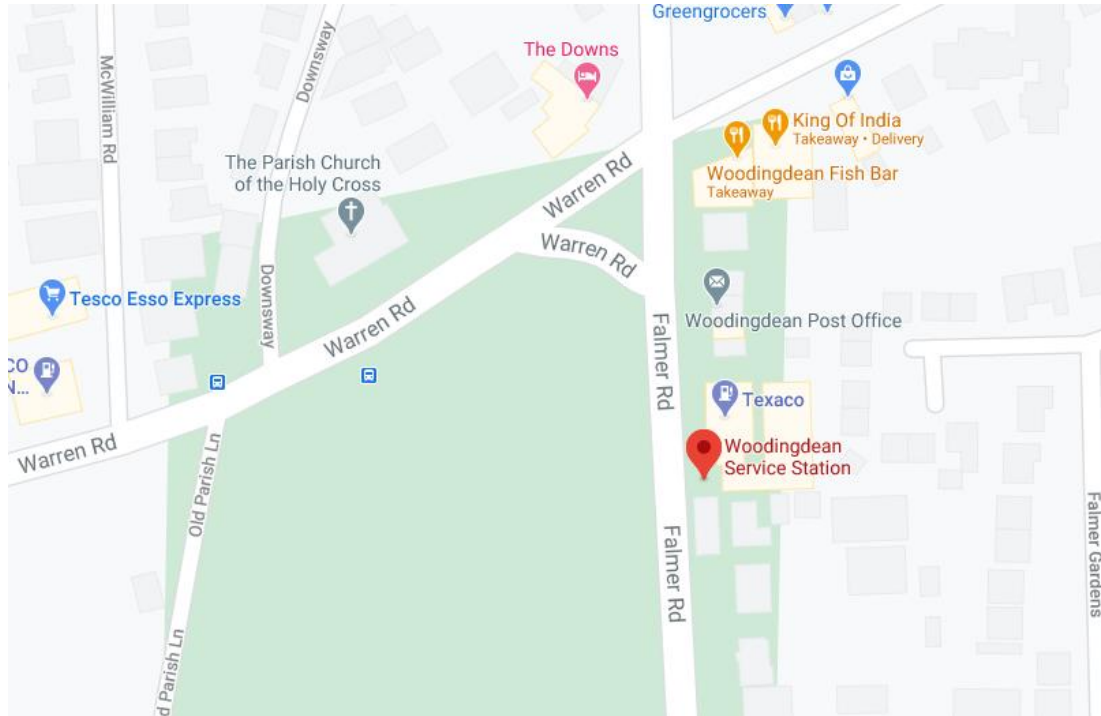 Greengrocers
The Downs
McWilliam Rd
Downsway
King Of India
Takeaway • Delivery
The Parish Church
of the Holy Cross
Woodingdean Fish Bar
Takeaway
Warren Rd
Warren Rd
Downsway
Tesco Esso Express
Woodingdean Post Office
Warren Rd
Falmer Rd
CO
N...
Texaco
Warren Rd
Woodingdean
Service Station
Old Parish Ln
Falmer Rd
Falmer Gardens
d Parish Ln